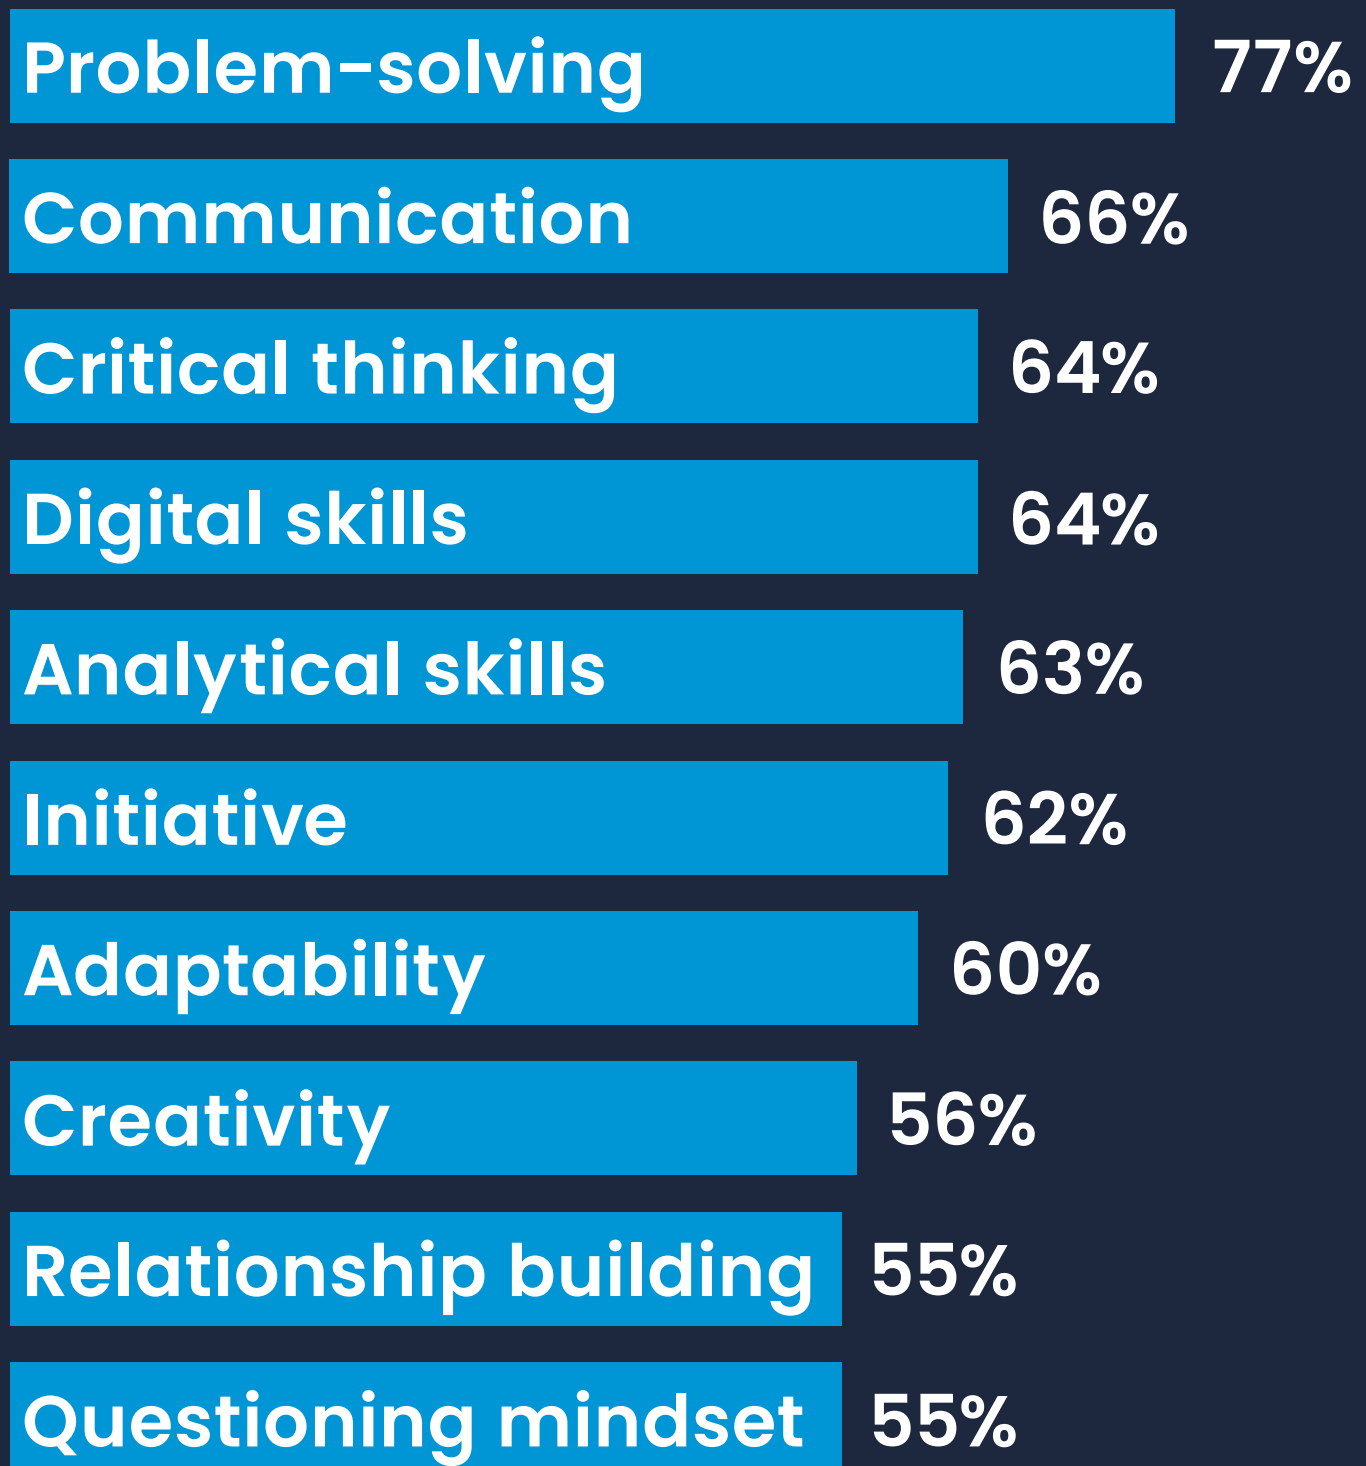 Problem-solving 77%
Communication 66%
Critical thinking 64%
Digital skills 64%
Analytical skills 63%
Initiative 62%
Adaptability 60%
Creativity 56%
Relationship building 55%
Questioning mindset 55%